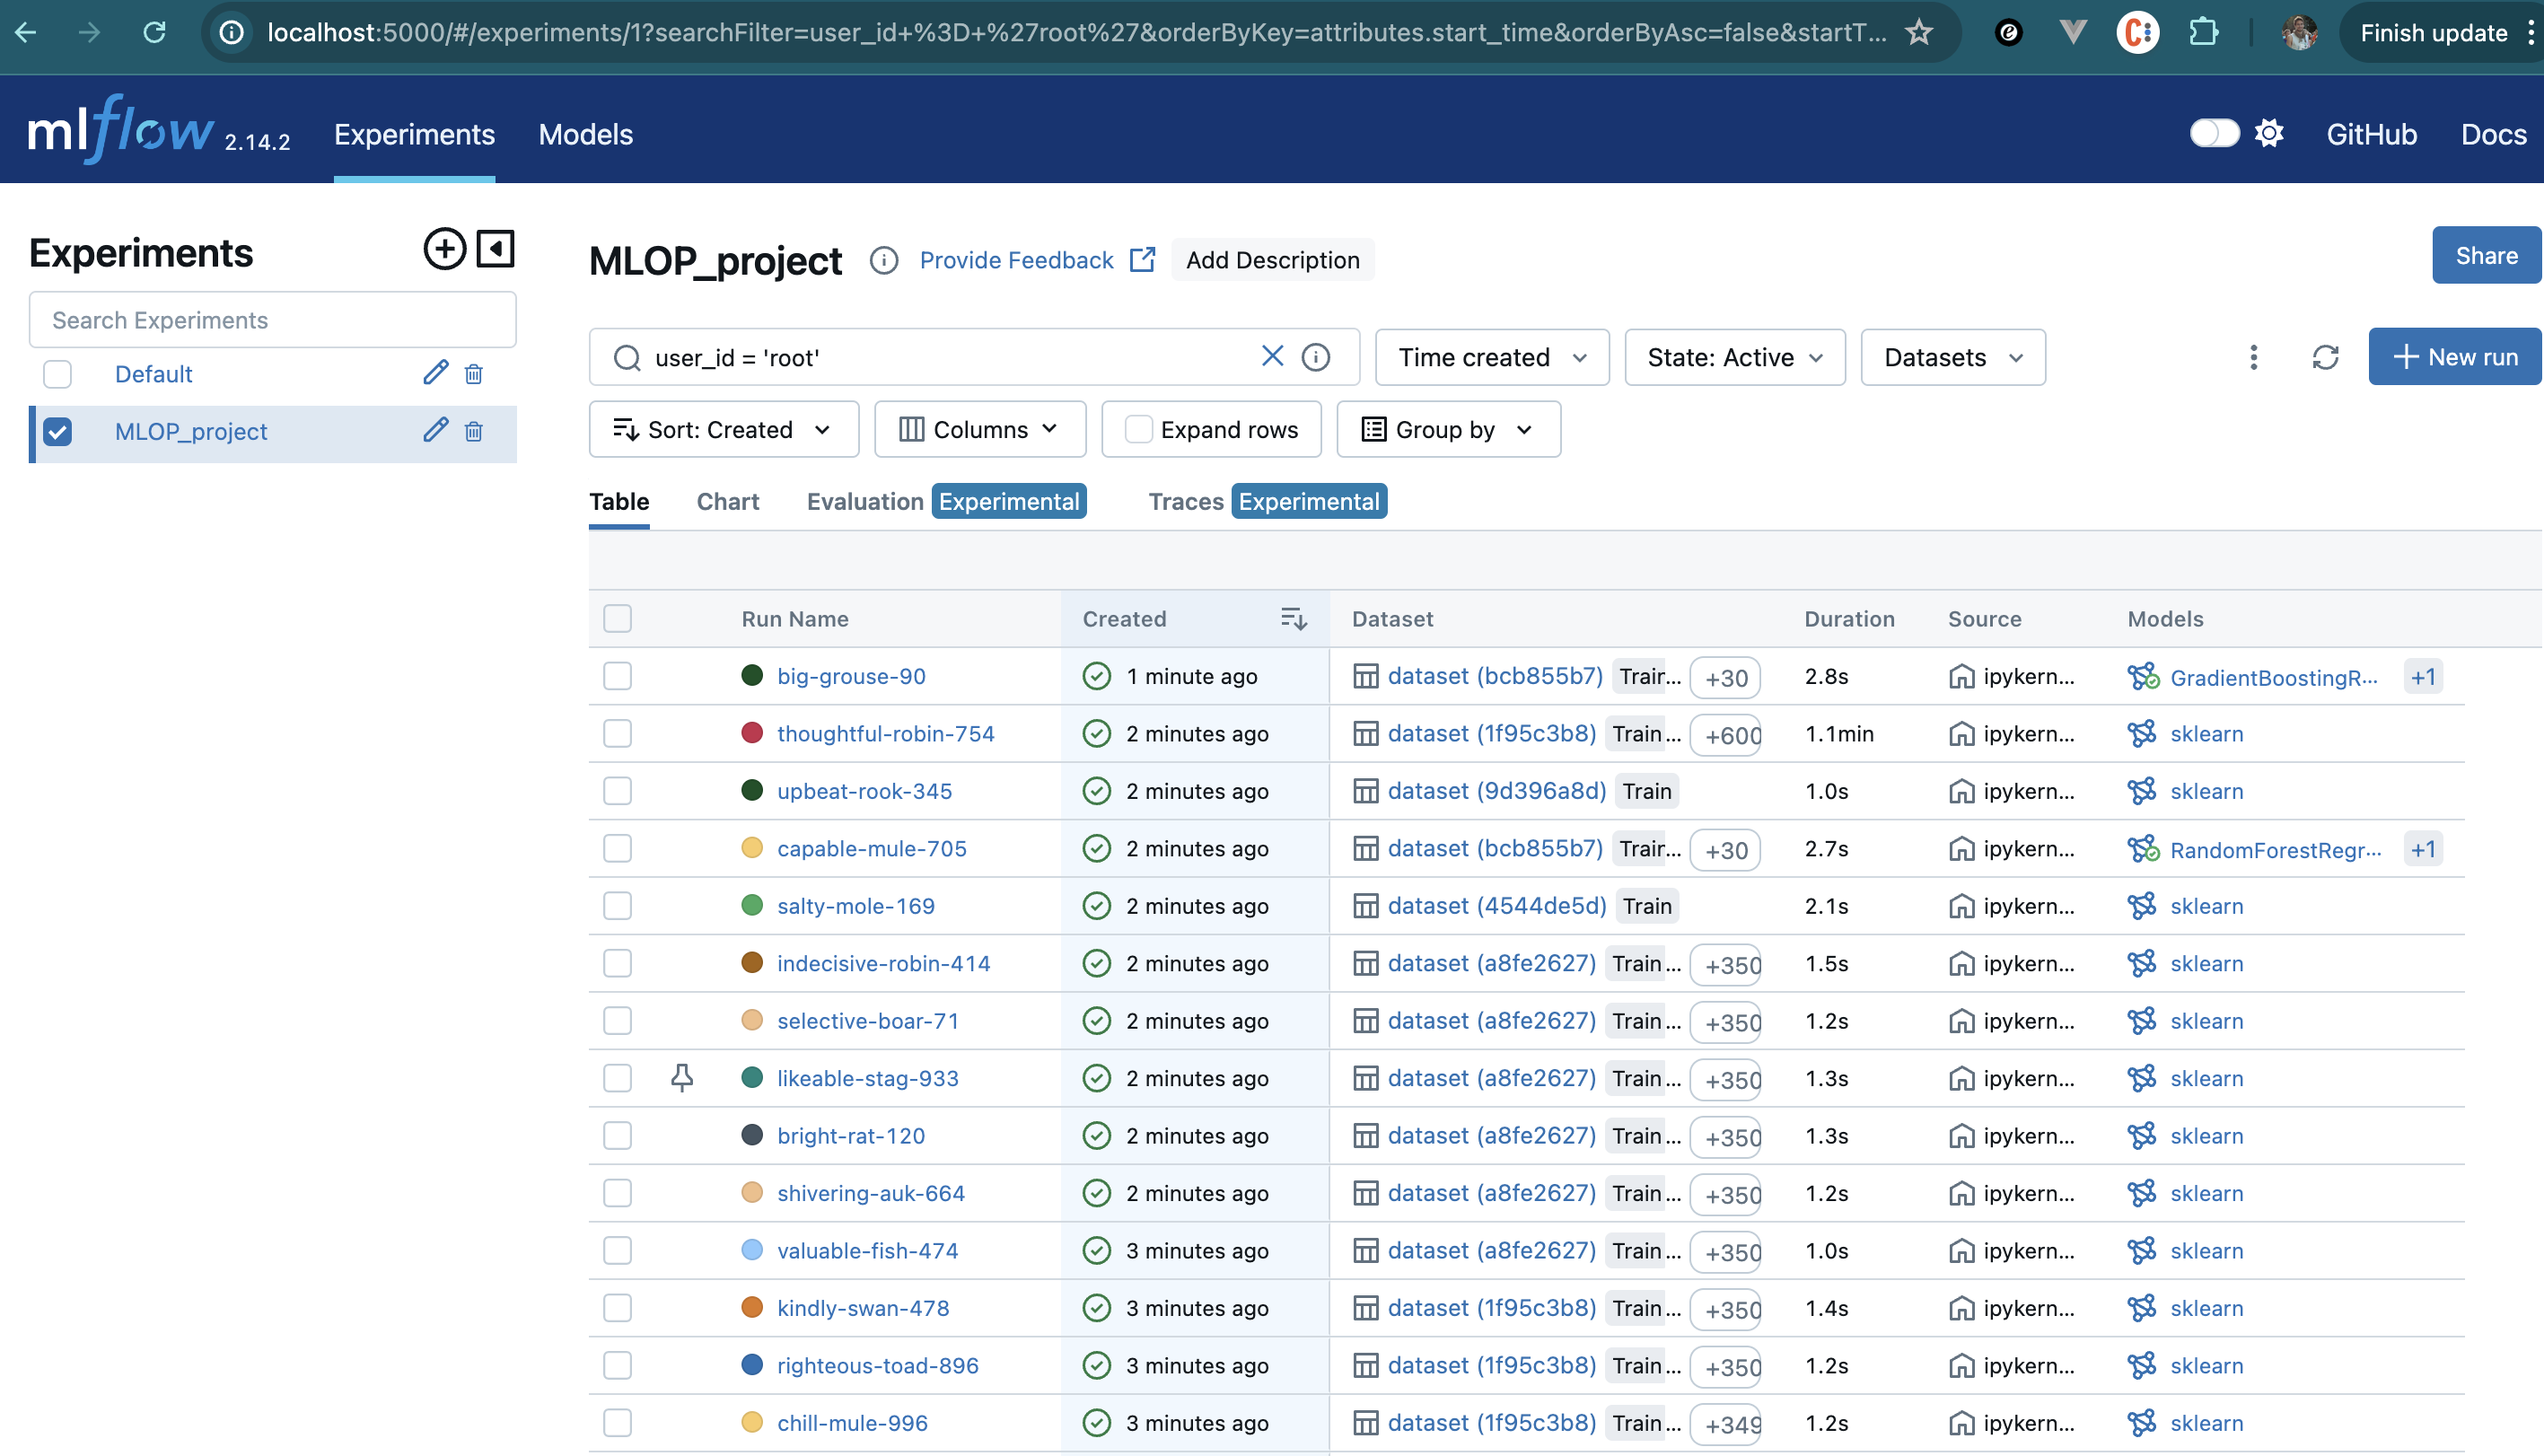 localhost:5000/#/experiments/1?searchFilter=user_id+%3D+%27root%27&orderByKey=attributes.start_time&orderByAsc=false&startT...
Finish update
mlflow 2.14.2 Experiments Models GitHub Docs
Experiments
Search Experiments
Default
MLOP_project
MLOP_project Provide Feedback Add Description Share
user_id = 'root' Time created State: Active Datasets New run
Sort: Created Columns Expand rows Group by
Table Chart Evaluation Experimental Traces Experimental
Run Name Created Dataset Duration Source Models
big-grouse-90 1 minute ago dataset (bcb855b7) Train... +30 2.8s ipykern... GradientBoostingR... +1
thoughtful-robin-754 2 minutes ago dataset (1f95c3b8) Train... +600 1.1min ipykern... sklearn
upbeat-rook-345 2 minutes ago dataset (9d396a8d) Train 1.0s ipykern... sklearn
capable-mule-705 2 minutes ago dataset (bcb855b7) Train... +30 2.7s ipykern... RandomForestRegr... +1
salty-mole-169 2 minutes ago dataset (4544de5d) Train 2.1s ipykern... sklearn
indecisive-robin-414 2 minutes ago dataset (a8fe2627) Train... +350 1.5s ipykern... sklearn
selective-boar-71 2 minutes ago dataset (a8fe2627) Train... +350 1.2s ipykern... sklearn
likeable-stag-933 2 minutes ago dataset (a8fe2627) Train... +350 1.3s ipykern... sklearn
bright-rat-120 2 minutes ago dataset (a8fe2627) Train... +350 1.3s ipykern... sklearn
shivering-auk-664 2 minutes ago dataset (a8fe2627) Train... +350 1.2s ipykern... sklearn
valuable-fish-474 3 minutes ago dataset (a8fe2627) Train... +350 1.0s ipykern... sklearn
kindly-swan-478 3 minutes ago dataset (1f95c3b8) Train... +350 1.4s ipykern... sklearn
righteous-toad-896 3 minutes ago dataset (1f95c3b8) Train... +350 1.2s ipykern... sklearn
chill-mule-996 3 minutes ago dataset (1f95c3b8) Train... +349 1.2s ipykern... sklearn